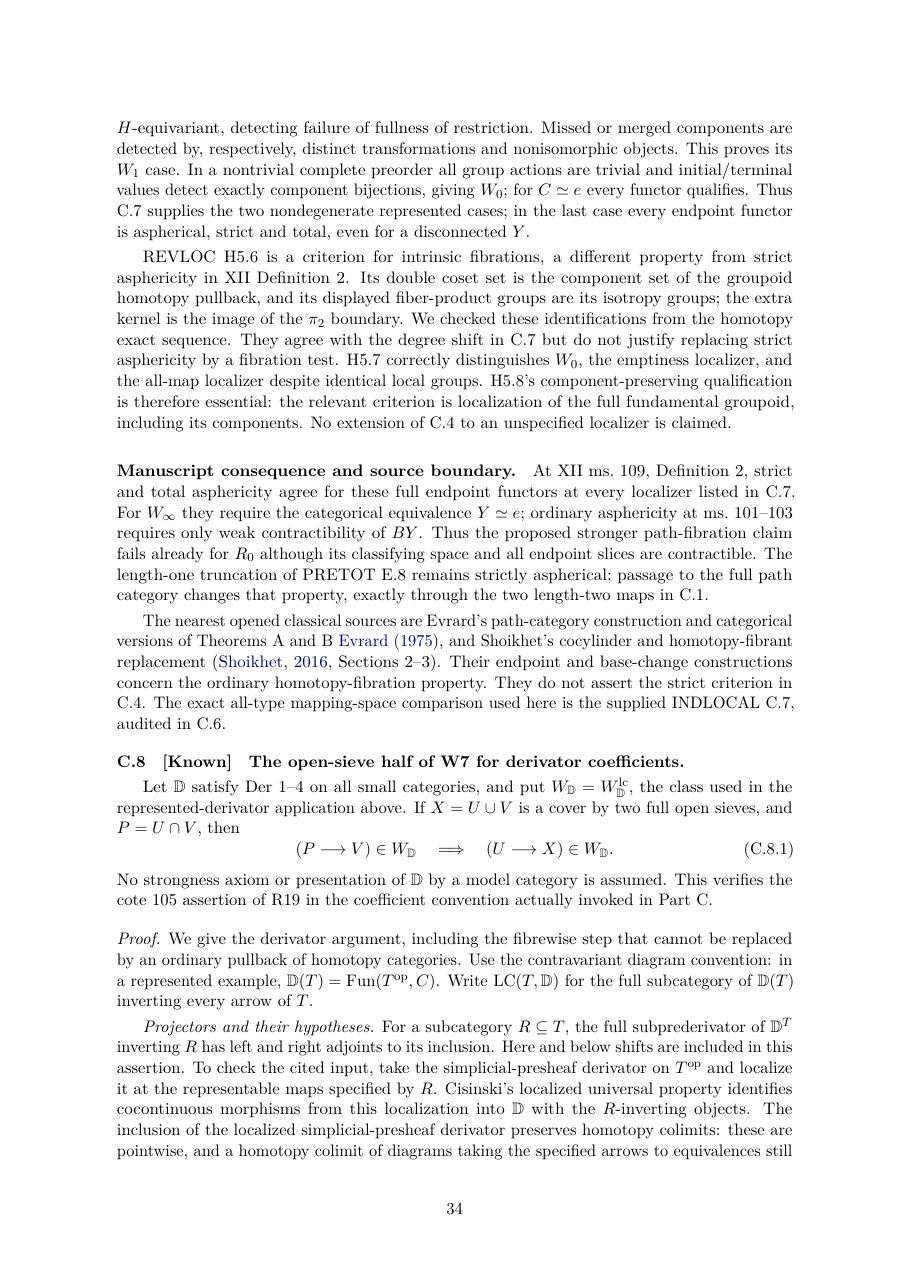 H-equivariant, detecting failure of fullness of restriction. Missed or merged components are
detected by, respectively, distinct transformations and nonisomorphic objects. This proves its
W₁ case. In a nontrivial complete preorder all group actions are trivial and initial/terminal
values detect exactly component bijections, giving W₀; for C ≃ e every functor qualifies. Thus
C.7 supplies the two nondegenerate represented cases; in the last case every endpoint functor
is aspherical, strict and total, even for a disconnected Y.
REVLOC H5.6 is a criterion for intrinsic fibrations, a different property from strict
asphericity in XII Definition 2. Its double coset set is the component set of the groupoid
homotopy pullback, and its displayed fiber-product groups are its isotropy groups; the extra
kernel is the image of the π₂ boundary. We checked these identifications from the homotopy
exact sequence. They agree with the degree shift in C.7 but do not justify replacing strict
asphericity by a fibration test. H5.7 correctly distinguishes W₀, the emptiness localizer, and
the all-map localizer despite identical local groups. H5.8's component-preserving qualification
is therefore essential: the relevant criterion is localization of the full fundamental groupoid,
including its components. No extension of C.4 to an unspecified localizer is claimed.
Manuscript consequence and source boundary. At XII ms. 109, Definition 2, strict
and total asphericity agree for these full endpoint functors at every localizer listed in C.7.
For W∞ they require the categorical equivalence Y ≃ e; ordinary asphericity at ms. 101–103
requires only weak contractibility of BY. Thus the proposed stronger path-fibration claim
fails already for R₀ although its classifying space and all endpoint slices are contractible. The
length-one truncation of PRETOT E.8 remains strictly aspherical; passage to the full path
category changes that property, exactly through the two length-two maps in C.1.
The nearest opened classical sources are Evrard's path-category construction and categorical
versions of Theorems A and B Evrard (1975), and Shoikhet's cocylinder and homotopy-fibrant
replacement (Shoikhet, 2016, Sections 2–3). Their endpoint and base-change constructions
concern the ordinary homotopy-fibration property. They do not assert the strict criterion in
C.4. The exact all-type mapping-space comparison used here is the supplied INDLOCAL C.7,
audited in C.6.
C.8 [Known] The open-sieve half of W7 for derivator coefficients.
Let 𝔻 satisfy Der 1–4 on all small categories, and put W_𝔻 = W_𝔻^lc, the class used in the
represented-derivator application above. If X = U ∪ V is a cover by two full open sieves, and
P = U ∩ V, then
(P ⟶ V) ∈ W_𝔻 ⟹ (U ⟶ X) ∈ W_𝔻. (C.8.1)
No strongness axiom or presentation of 𝔻 by a model category is assumed. This verifies the
cote 105 assertion of R19 in the coefficient convention actually invoked in Part C.
Proof. We give the derivator argument, including the fibrewise step that cannot be replaced
by an ordinary pullback of homotopy categories. Use the contravariant diagram convention: in
a represented example, 𝔻(T) = Fun(T^op, C). Write LC(T, 𝔻) for the full subcategory of 𝔻(T)
inverting every arrow of T.
Projectors and their hypotheses. For a subcategory R ⊆ T, the full subprederivator of 𝔻^T
inverting R has left and right adjoints to its inclusion. Here and below shifts are included in this
assertion. To check the cited input, take the simplicial-presheaf derivator on T^op and localize
it at the representable maps specified by R. Cisinski's localized universal property identifies
cocontinuous morphisms from this localization into 𝔻 with the R-inverting objects. The
inclusion of the localized simplicial-presheaf derivator preserves homotopy colimits: these are
pointwise, and a homotopy colimit of diagrams taking the specified arrows to equivalences still
34